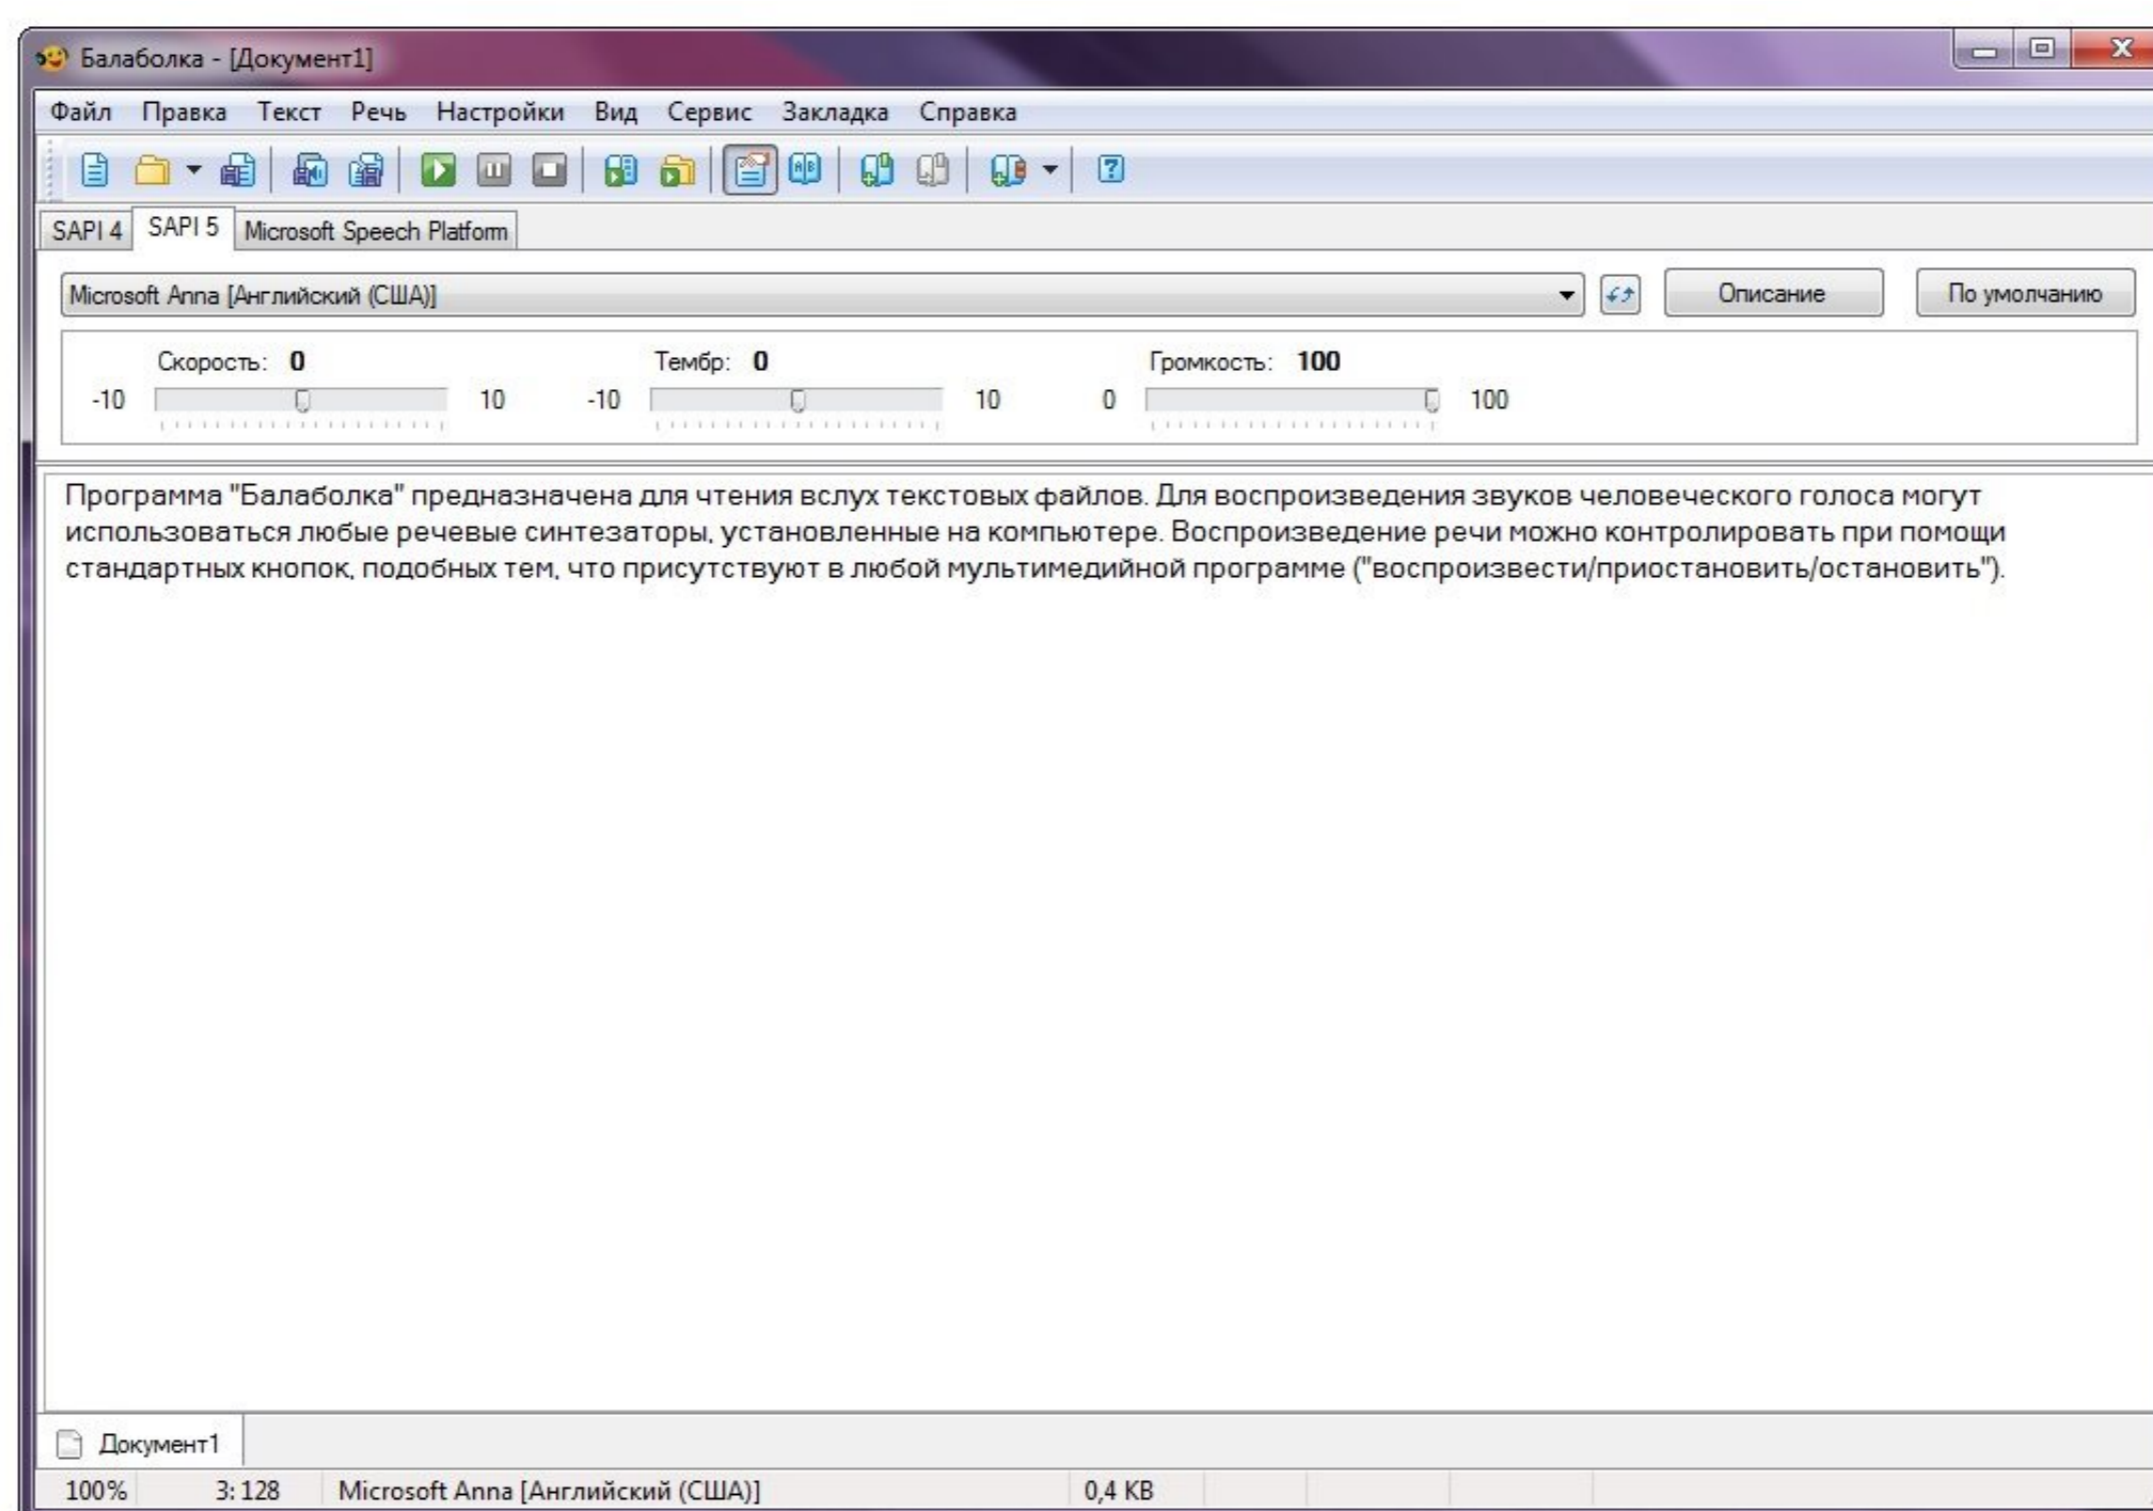 Балаболка - [Документ1]
Файл Правка Текст Речь Настройки Вид Сервис Закладка Справка
SAPI 4 SAPI 5 Microsoft Speech Platform
Microsoft Anna [Английский (США)] Описание По умолчанию
Скорость: 0 Тембр: 0 Громкость: 100
-10 10 -10 10 0 100
Программа "Балаболка" предназначена для чтения вслух текстовых файлов. Для воспроизведения звуков человеческого голоса могут
использоваться любые речевые синтезаторы, установленные на компьютере. Воспроизведение речи можно контролировать при помощи
стандартных кнопок, подобных тем, что присутствуют в любой мультимедийной программе ("воспроизвести/приостановить/остановить").
Документ1
100% 3: 128 Microsoft Anna [Английский (США)] 0,4 KB